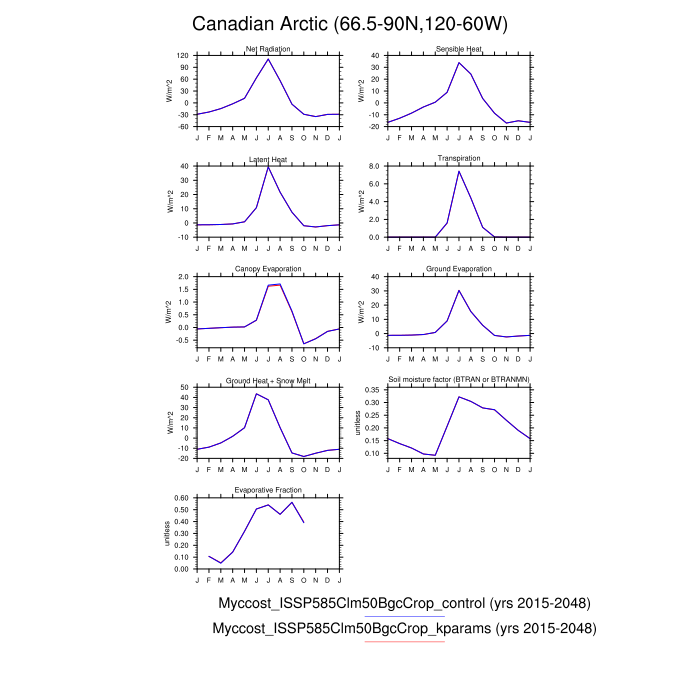 Canadian Arctic (66.5-90N,120-60W)
Net Radiation
Sensible Heat
120
90
60
30
0
-30
-60
W/m^2
J F M A M J J A S O N D J
40
30
20
10
0
-10
-20
W/m^2
J F M A M J J A S O N D J
Latent Heat
Transpiration
40
30
20
10
0
-10
W/m^2
J F M A M J J A S O N D J
8.0
6.0
4.0
2.0
0.0
W/m^2
J F M A M J J A S O N D J
Canopy Evaporation
Ground Evaporation
2.0
1.5
1.0
0.5
0.0
-0.5
W/m^2
J F M A M J J A S O N D J
40
30
20
10
0
-10
W/m^2
J F M A M J J A S O N D J
Ground Heat + Snow Melt
Soil moisture factor (BTRAN or BTRANMN)
50
40
30
20
10
0
-10
-20
W/m^2
J F M A M J J A S O N D J
0.35
0.30
0.25
0.20
0.15
0.10
unitless
J F M A M J J A S O N D J
Evaporative Fraction
0.60
0.50
0.40
0.30
0.20
0.10
0.00
unitless
J F M A M J J A S O N D J
Myccost_ISSP585Clm50BgcCrop_control (yrs 2015-2048)
Myccost_ISSP585Clm50BgcCrop_kparams (yrs 2015-2048)